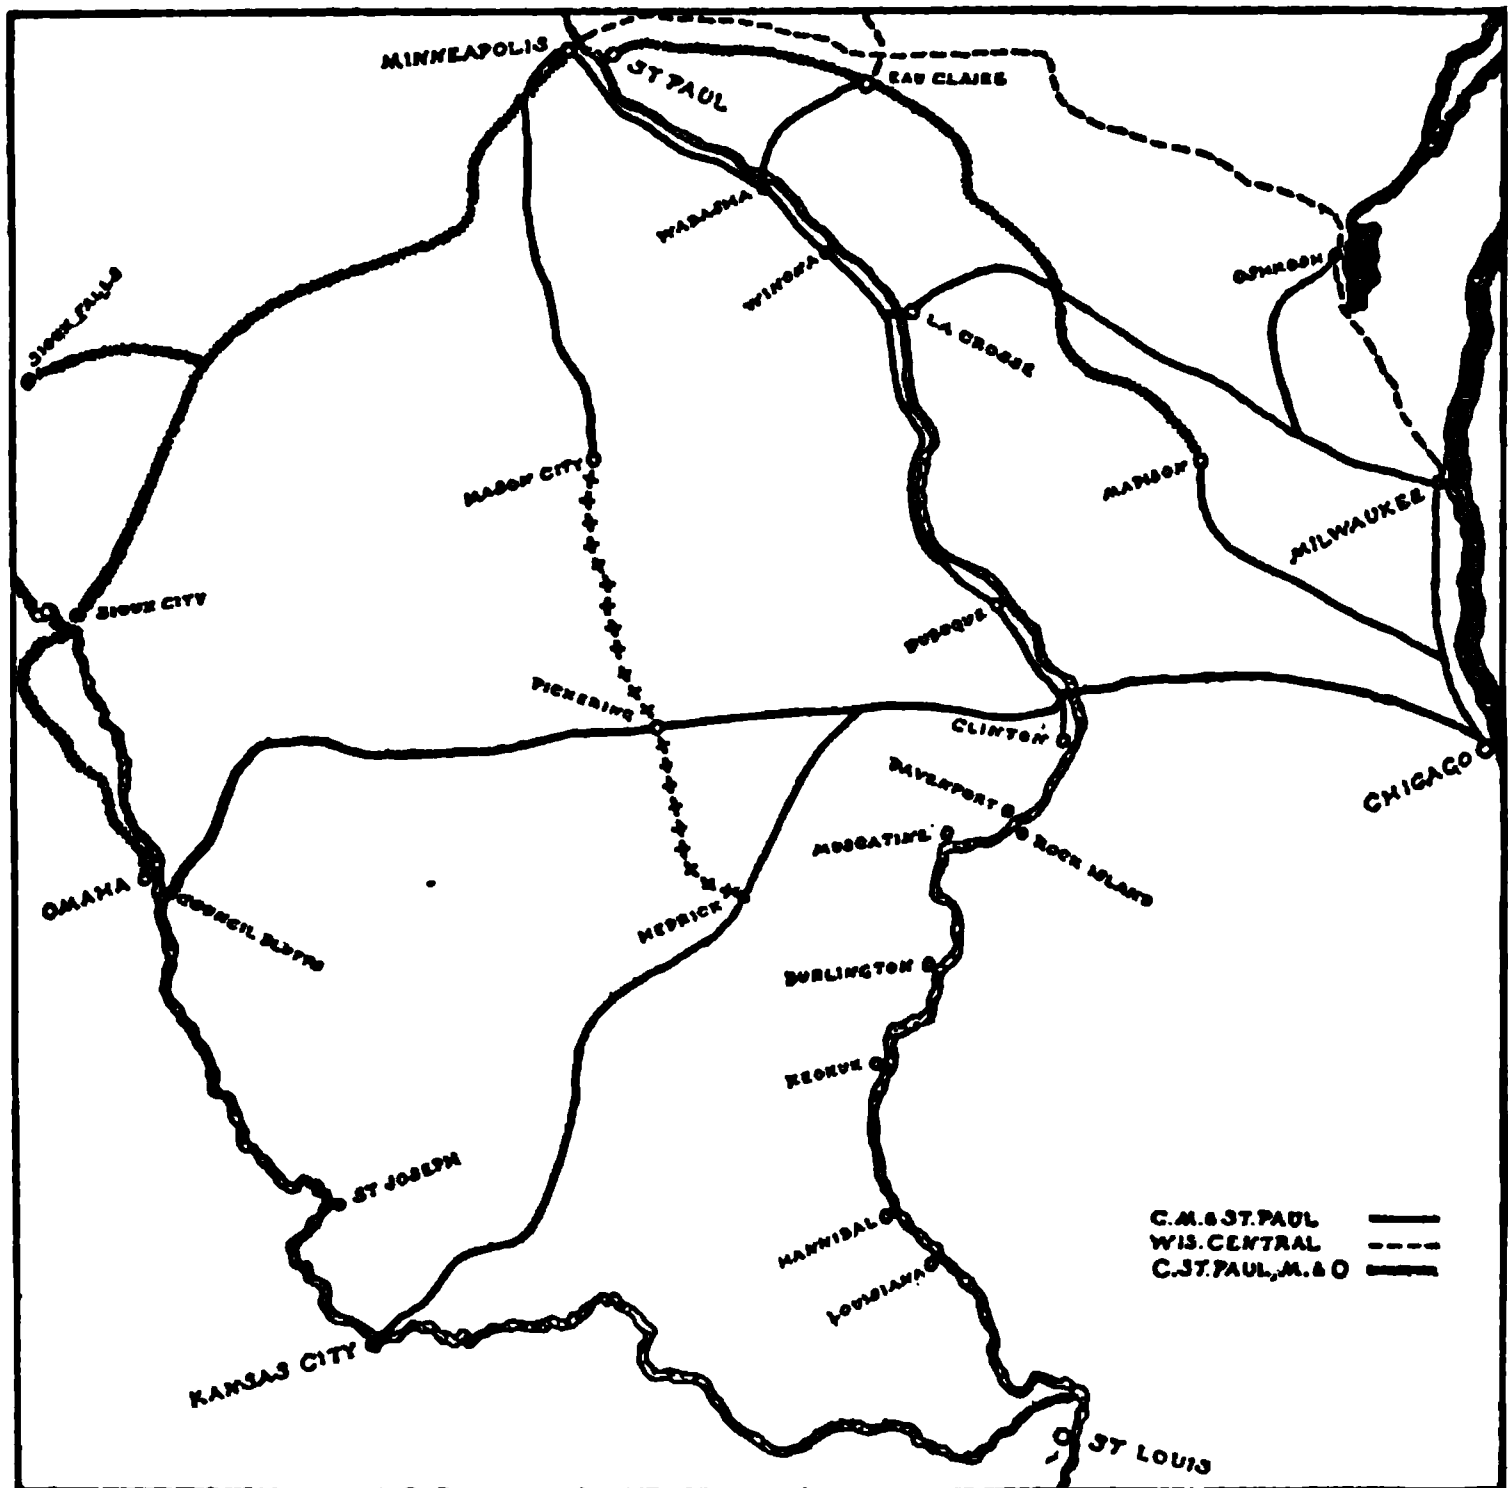 MINNEAPOLIS
ST PAUL
EAU CLAIRE
WABASHA
WINONA
OSHKOSH
SIOUX FALLS
LA CROSSE
MASON CITY
MADISON
MILWAUKEE
SIOUX CITY
DUBUQUE
PICKERING
CLINTON
CHICAGO
DAVENPORT
MUSCATINE
ROCK ISLAND
OMAHA
COUNCIL BLUFFS
HEDRICK
BURLINGTON
KEOKUK
ST JOSEPH
HANNIBAL
LOUISIANA
C.M.& ST.PAUL
WIS. CENTRAL
C.ST.PAUL, M.& O
KANSAS CITY
ST LOUIS